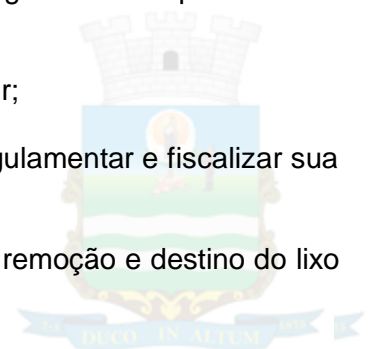 r;
gulamentar e fiscalizar sua
remoção e destino do lixo
DUCO IN ALTUM